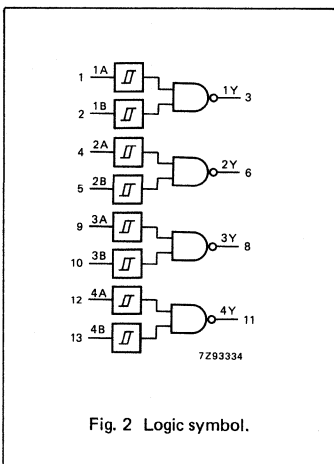 1 1A 1Y 3
2 1B
4 2A 2Y 6
5 2B
9 3A 3Y 8
10 3B
12 4A 4Y 11
13 4B
7Z93334
Fig. 2 Logic symbol.